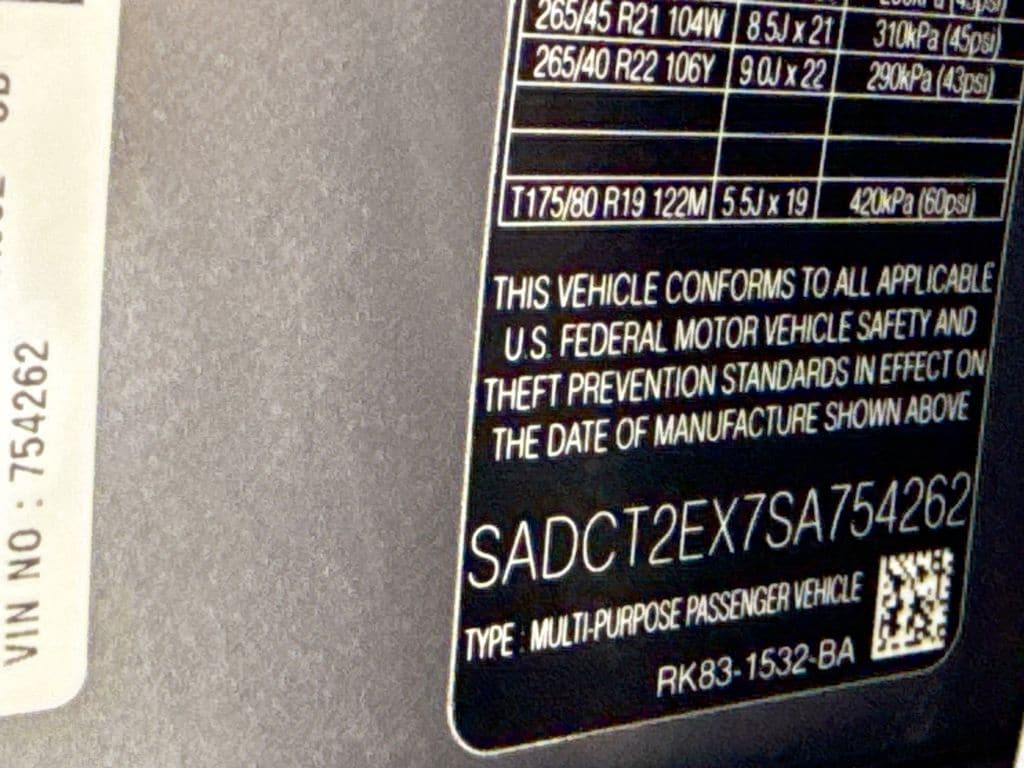 265/45 R21 104W 8.5J x 21 310kPa (45psi)
265/40 R22 106Y 9.0J x 22 290kPa (43psi)
T175/80 R19 122M 5.5J x 19 420kPa (60psi)
THIS VEHICLE CONFORMS TO ALL APPLICABLE
U.S. FEDERAL MOTOR VEHICLE SAFETY AND
THEFT PREVENTION STANDARDS IN EFFECT ON
THE DATE OF MANUFACTURE SHOWN ABOVE
SADCT2EX7SA754262
TYPE : MULTI-PURPOSE PASSENGER VEHICLE
RK83-1532-BA
VIN NO : 754262